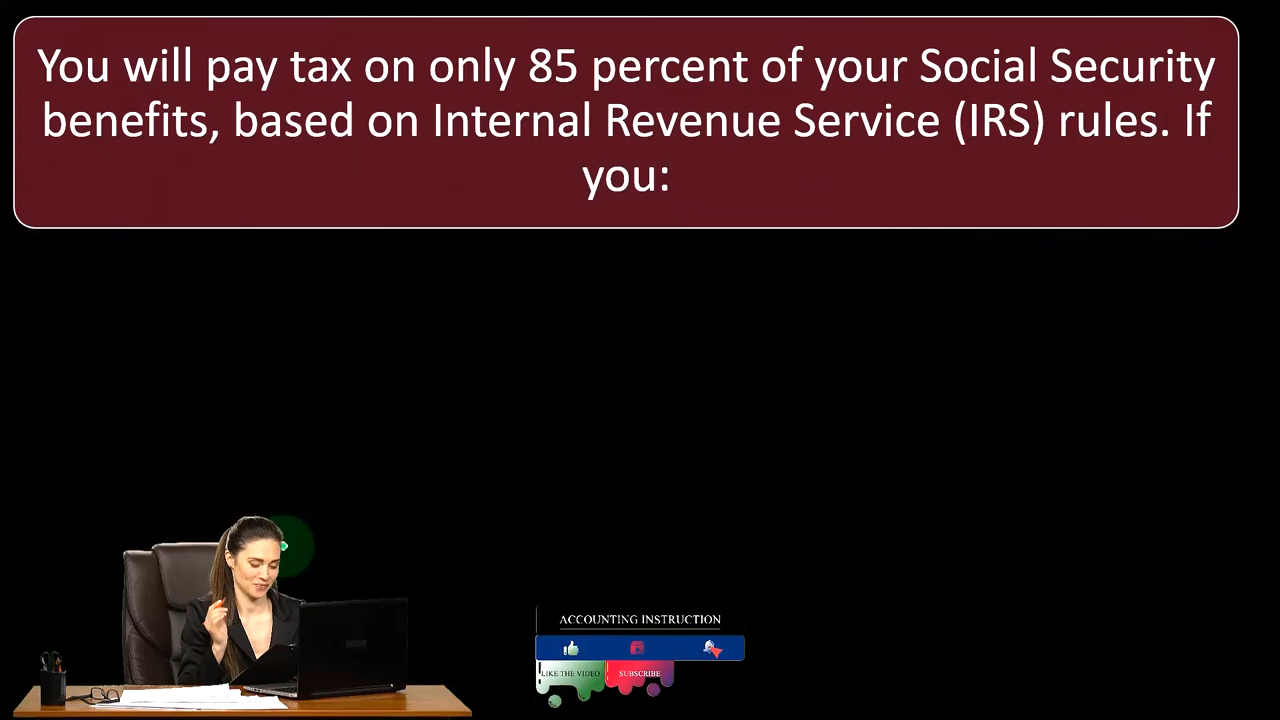 You will pay tax on only 85 percent of your Social Security
benefits, based on Internal Revenue Service (IRS) rules. If
you:
ACCOUNTING INSTRUCTION
LIKE THE VIDEO
SUBSCRIBE